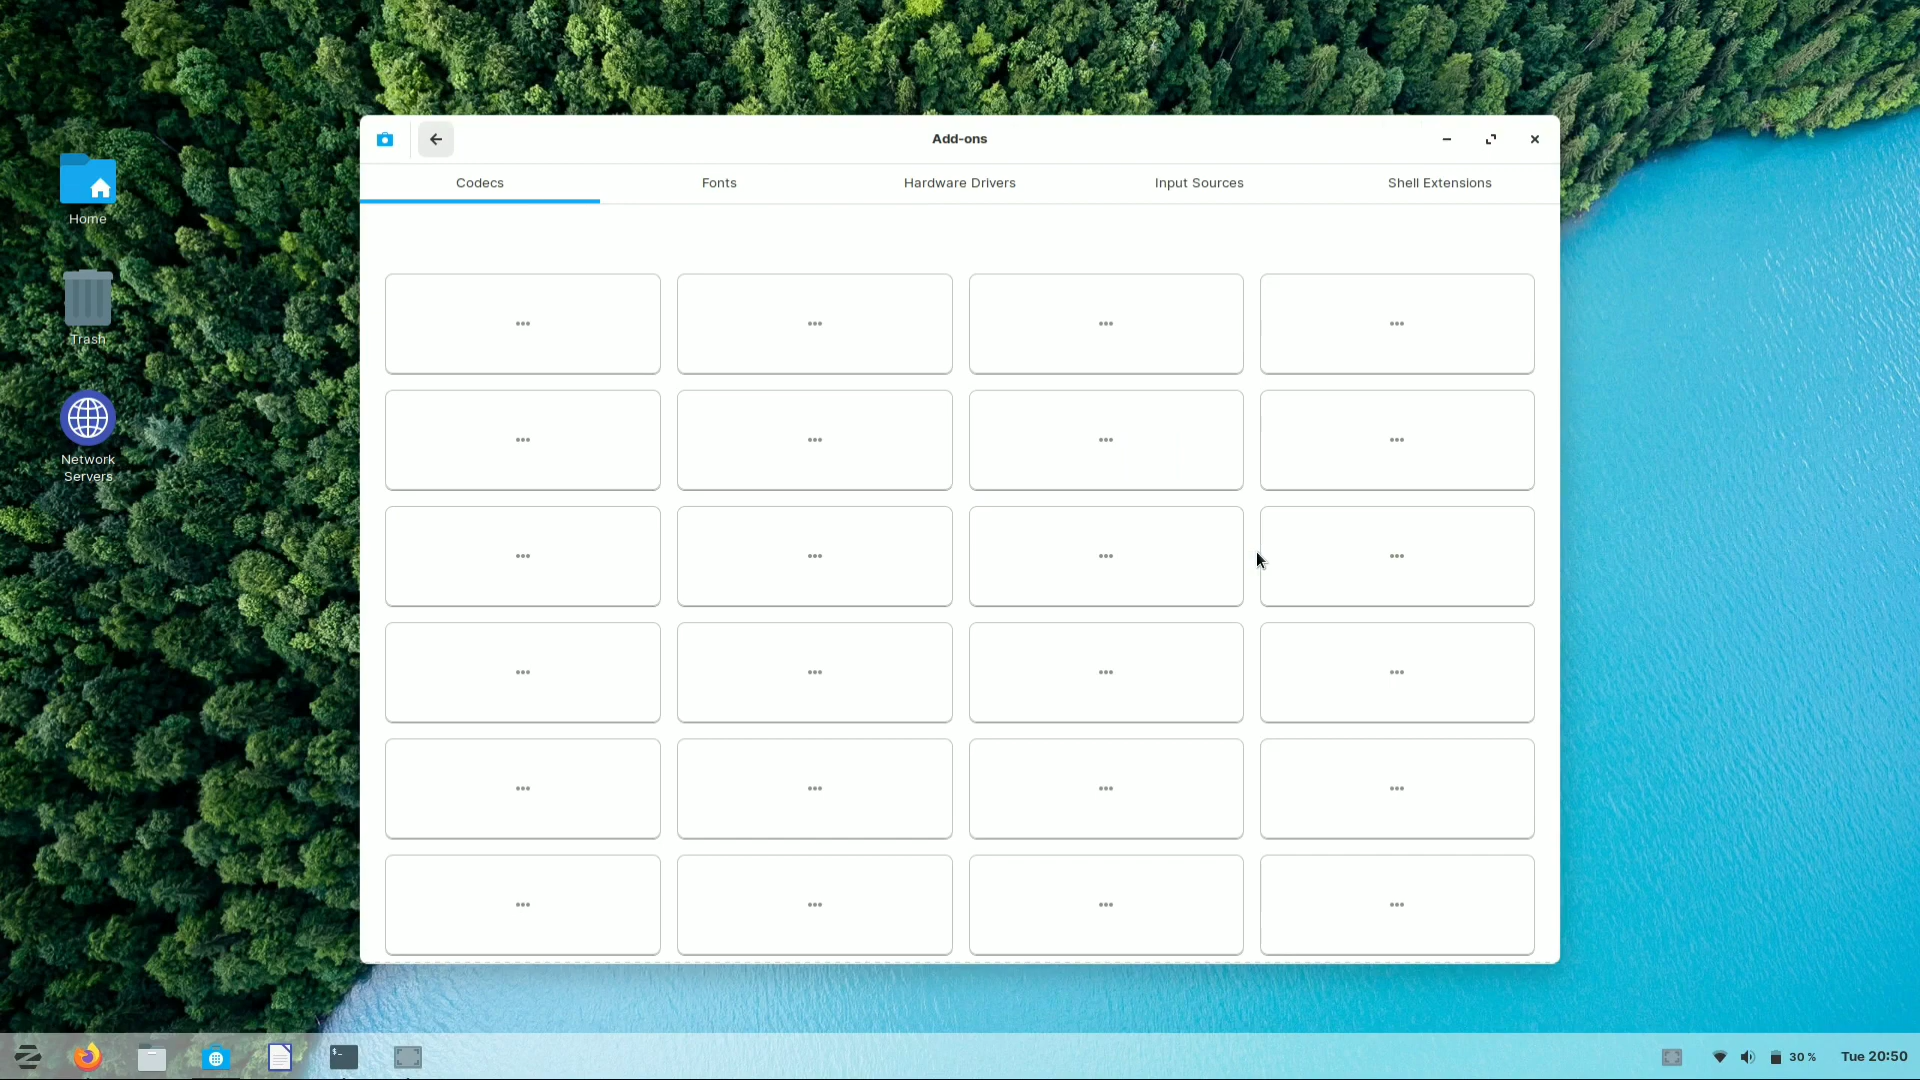 Add-ons
Codecs
Fonts
Hardware Drivers
Input Sources
Shell Extensions
Home
Trash
Network
Servers
$-
30 %
Tue 20:50